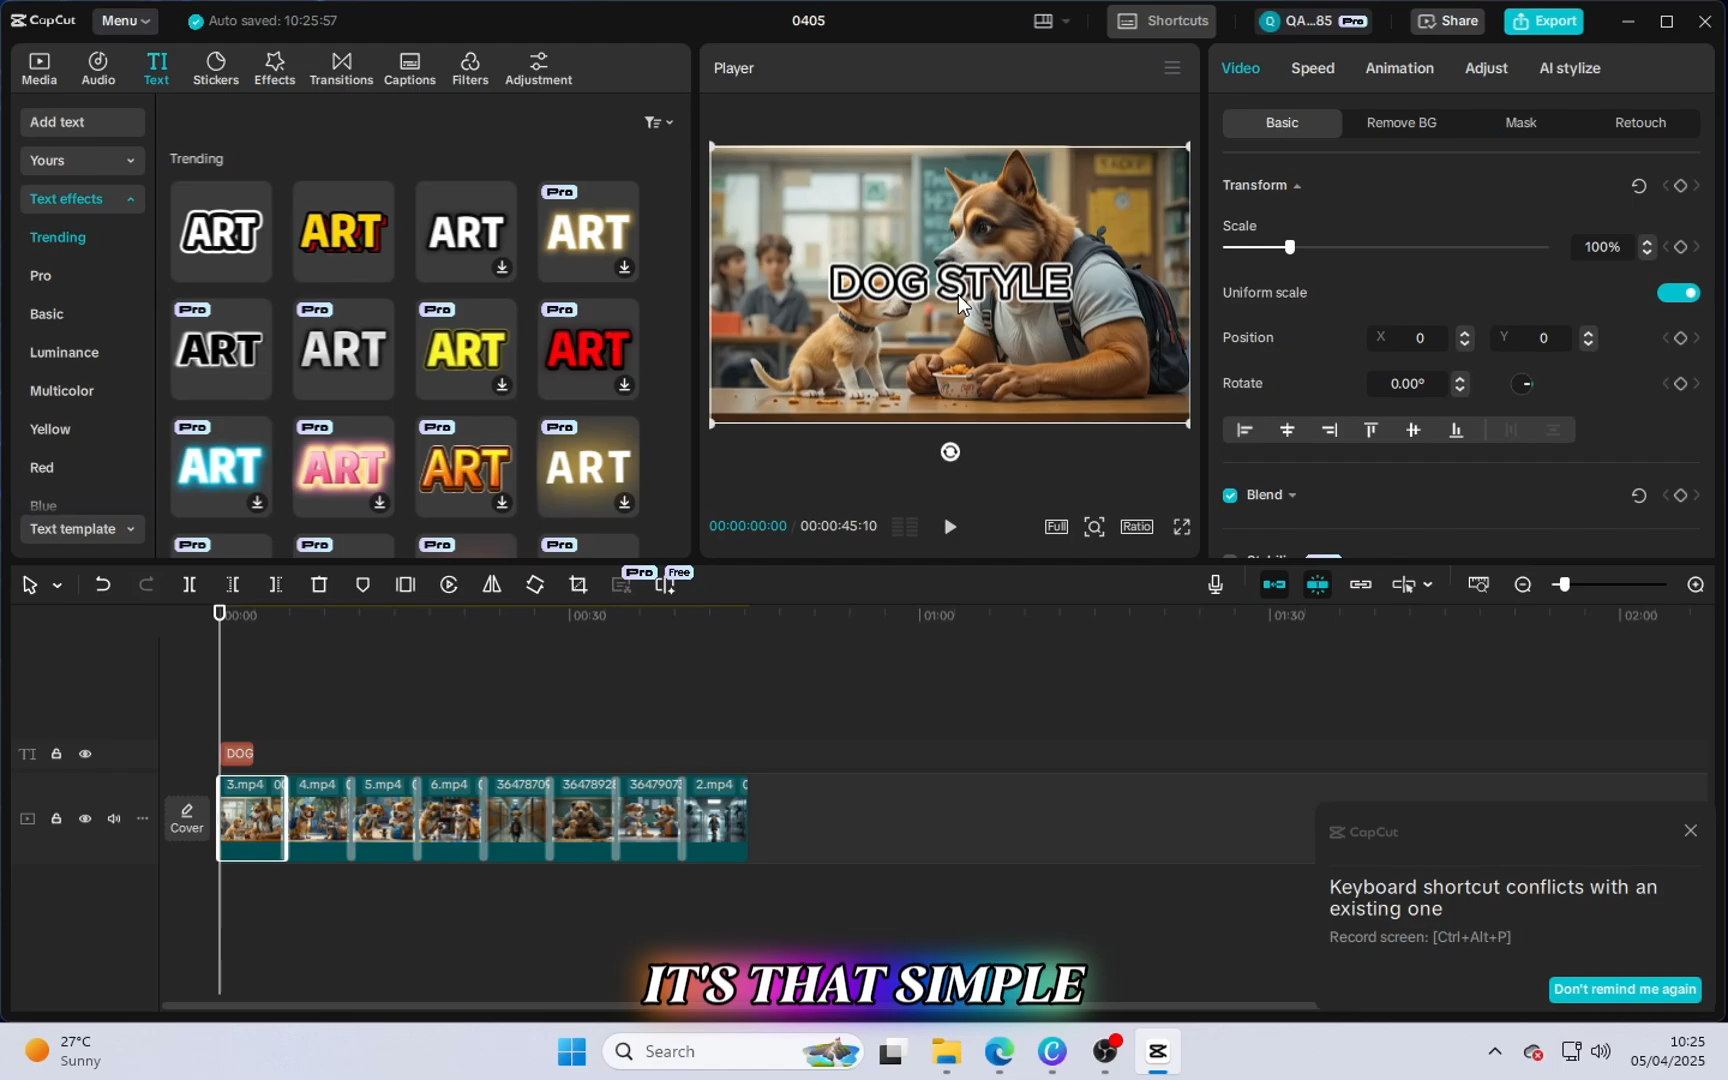 CapCut
Menu
Auto saved: 10:25:57
0405
Shortcuts
Q QA...85 Pro
Share
Export
Media
Audio
Text
Stickers
Effects
Transitions
Captions
Filters
Adjustment
Player
Video
Speed
Animation
Adjust
AI stylize
Add text
Yours
Text effects
Trending
Pro
Basic
Luminance
Multicolor
Yellow
Red
Blue
Text template
Trending
ART
ART
ART
Pro
ART
Pro
ART
Pro
ART
Pro
ART
Pro
ART
Pro
ART
Pro
ART
Pro
ART
Pro
ART
Pro
Pro
Pro
Pro
DOG STYLE
00:00:00:00 / 00:00:45:10
Full
Ratio
Basic
Remove BG
Mask
Retouch
Transform
Scale
100%
Uniform scale
Position
X 0
Y 0
Rotate
0.00°
Blend
Pro
Free
00:00
00:30
01:00
01:30
02:00
TI
DOG
Cover
3.mp4
4.mp4
5.mp4
6.mp4
3647870
3647892
3647907
2.mp4
CapCut
Keyboard shortcut conflicts with an
existing one
Record screen: [Ctrl+Alt+P]
Don't remind me again
IT'S THAT SIMPLE
27°C
Sunny
Search
10:25
05/04/2025